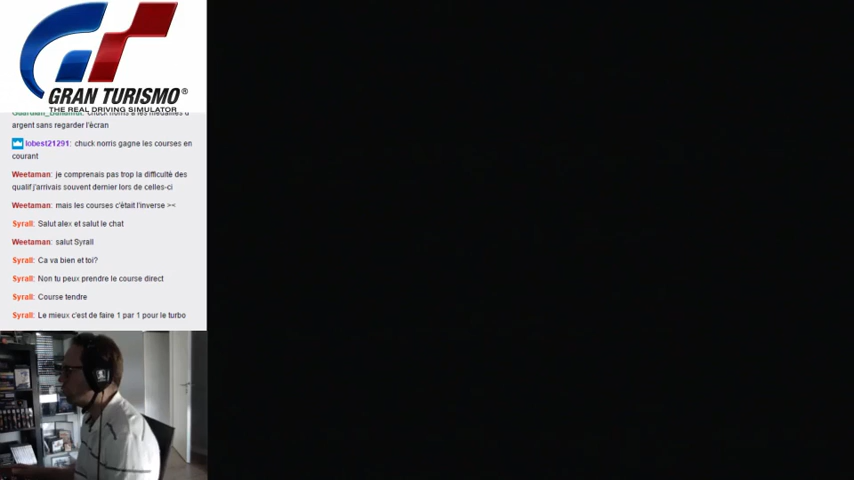 GRAN TURISMO®
THE REAL DRIVING SIMULATOR
chuck norris a les médailles d
argent sans regarder l'écran
lobest21291: chuck norris gagne les courses en
courant
Weetaman: je comprenais pas trop la difficulté des
qualif j'arrivais souvent dernier lors de celles-ci
Weetaman: mais les courses c'était l'inverse ><
Syrall: Salut alex et salut le chat
Weetaman: salut Syrall
Syrall: Ca va bien et toi?
Syrall: Non tu peux prendre le course direct
Syrall: Course tendre
Syrall: Le mieux c'est de faire 1 par 1 pour le turbo